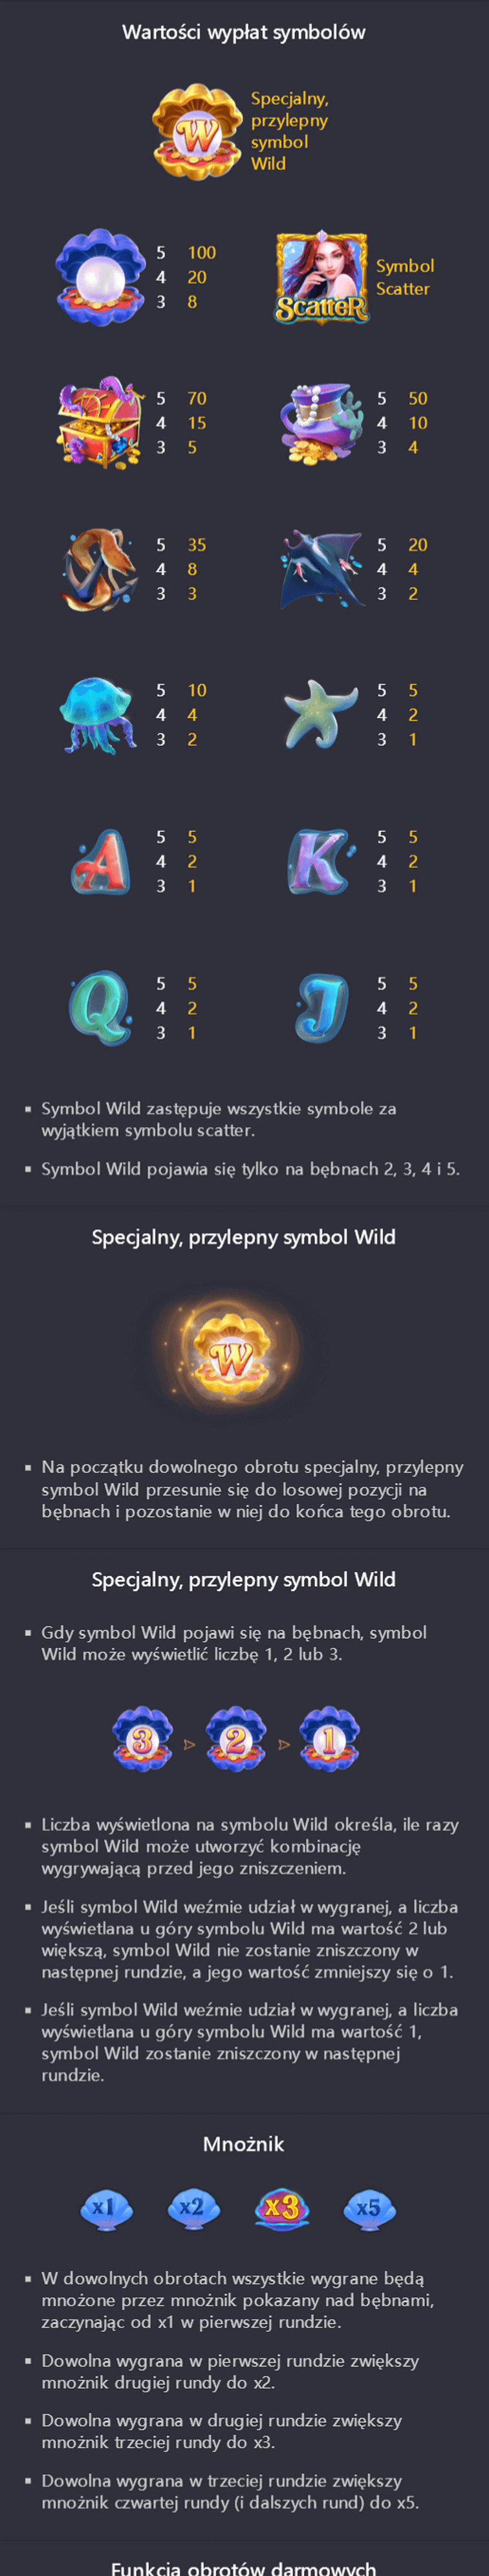 Wartości wypłat symbolów
W
Specjalny,
przylepny
symbol
Wild
5 100
4 20
3 8
ScatteR
Symbol
Scatter
5 70
4 15
3 5
5 50
4 10
3 4
5 35
4 8
3 3
5 20
4 4
3 2
5 10
4 4
3 2
5 5
4 2
3 1
A
5 5
4 2
3 1
K
5 5
4 2
3 1
Q
5 5
4 2
3 1
J
5 5
4 2
3 1
▪ Symbol Wild zastępuje wszystkie symbole za
wyjątkiem symbolu scatter.
▪ Symbol Wild pojawia się tylko na bębnach 2, 3, 4 i 5.
Specjalny, przylepny symbol Wild
W
▪ Na początku dowolnego obrotu specjalny, przylepny
symbol Wild przesunie się do losowej pozycji na
bębnach i pozostanie w niej do końca tego obrotu.
Specjalny, przylepny symbol Wild
▪ Gdy symbol Wild pojawi się na bębnach, symbol
Wild może wyświetlić liczbę 1, 2 lub 3.
3 2 1
▪ Liczba wyświetlona na symbolu Wild określa, ile razy
symbol Wild może utworzyć kombinację
wygrywającą przed jego zniszczeniem.
▪ Jeśli symbol Wild weźmie udział w wygranej, a liczba
wyświetlana u góry symbolu Wild ma wartość 2 lub
większą, symbol Wild nie zostanie zniszczony w
następnej rundzie, a jego wartość zmniejszy się o 1.
▪ Jeśli symbol Wild weźmie udział w wygranej, a liczba
wyświetlana u góry symbolu Wild ma wartość 1,
symbol Wild zostanie zniszczony w następnej
rundzie.
Mnożnik
x1 x2 x3 x5
▪ W dowolnych obrotach wszystkie wygrane będą
mnożone przez mnożnik pokazany nad bębnami,
zaczynając od x1 w pierwszej rundzie.
▪ Dowolna wygrana w pierwszej rundzie zwiększy
mnożnik drugiej rundy do x2.
▪ Dowolna wygrana w drugiej rundzie zwiększy
mnożnik trzeciej rundy do x3.
▪ Dowolna wygrana w trzeciej rundzie zwiększy
mnożnik czwartej rundy (i dalszych rund) do x5.
Funkcja obrotów darmowych